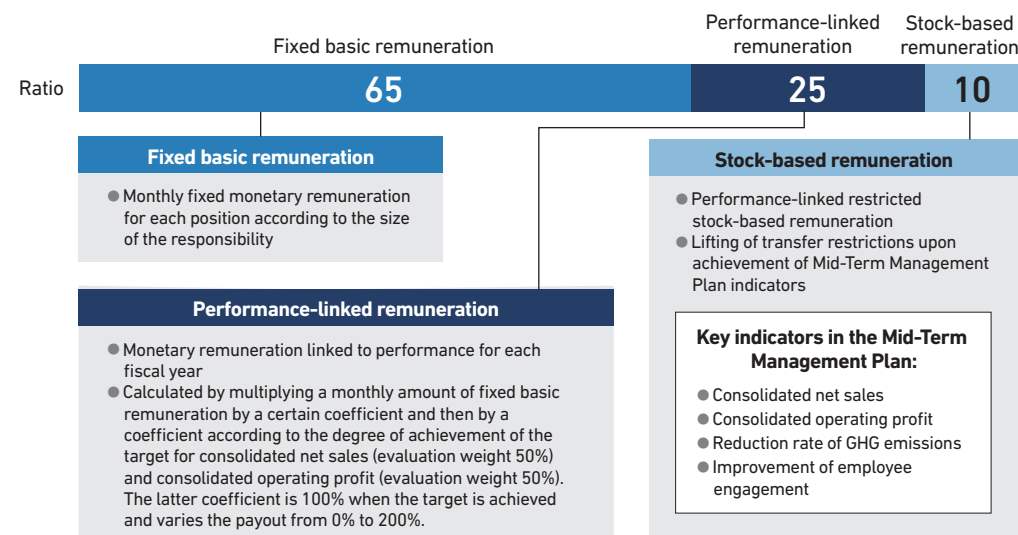 Fixed basic remuneration
Performance-linked
remuneration
Stock-based
remuneration
Ratio
65
25
10
Fixed basic remuneration
● Monthly fixed monetary remuneration
for each position according to the size
of the responsibility
Performance-linked remuneration
● Monetary remuneration linked to performance for each
fiscal year
● Calculated by multiplying a monthly amount of fixed basic
remuneration by a certain coefficient and then by a
coefficient according to the degree of achievement of the
target for consolidated net sales (evaluation weight 50%)
and consolidated operating profit (evaluation weight 50%).
The latter coefficient is 100% when the target is achieved
and varies the payout from 0% to 200%.
Stock-based remuneration
● Performance-linked restricted
stock-based remuneration
● Lifting of transfer restrictions upon
achievement of Mid-Term Management
Plan indicators
Key indicators in the Mid-Term
Management Plan:
● Consolidated net sales
● Consolidated operating profit
● Reduction rate of GHG emissions
● Improvement of employee
engagement